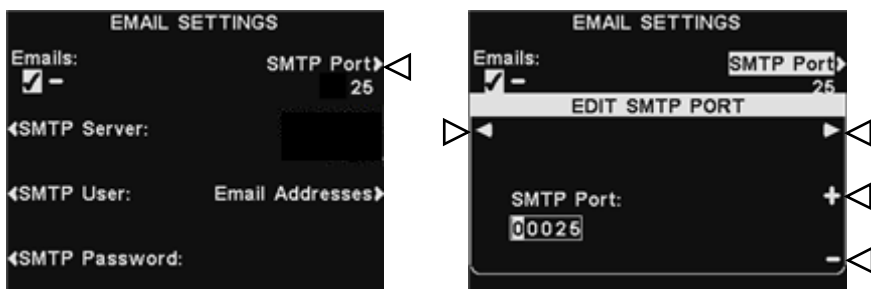 EMAIL SETTINGS
Emails:
SMTP Port
25
SMTP Server:
SMTP User:
Email Addresses
SMTP Password:
EMAIL SETTINGS
Emails:
SMTP Port
25
EDIT SMTP PORT
SMTP Port:
00025
+
-